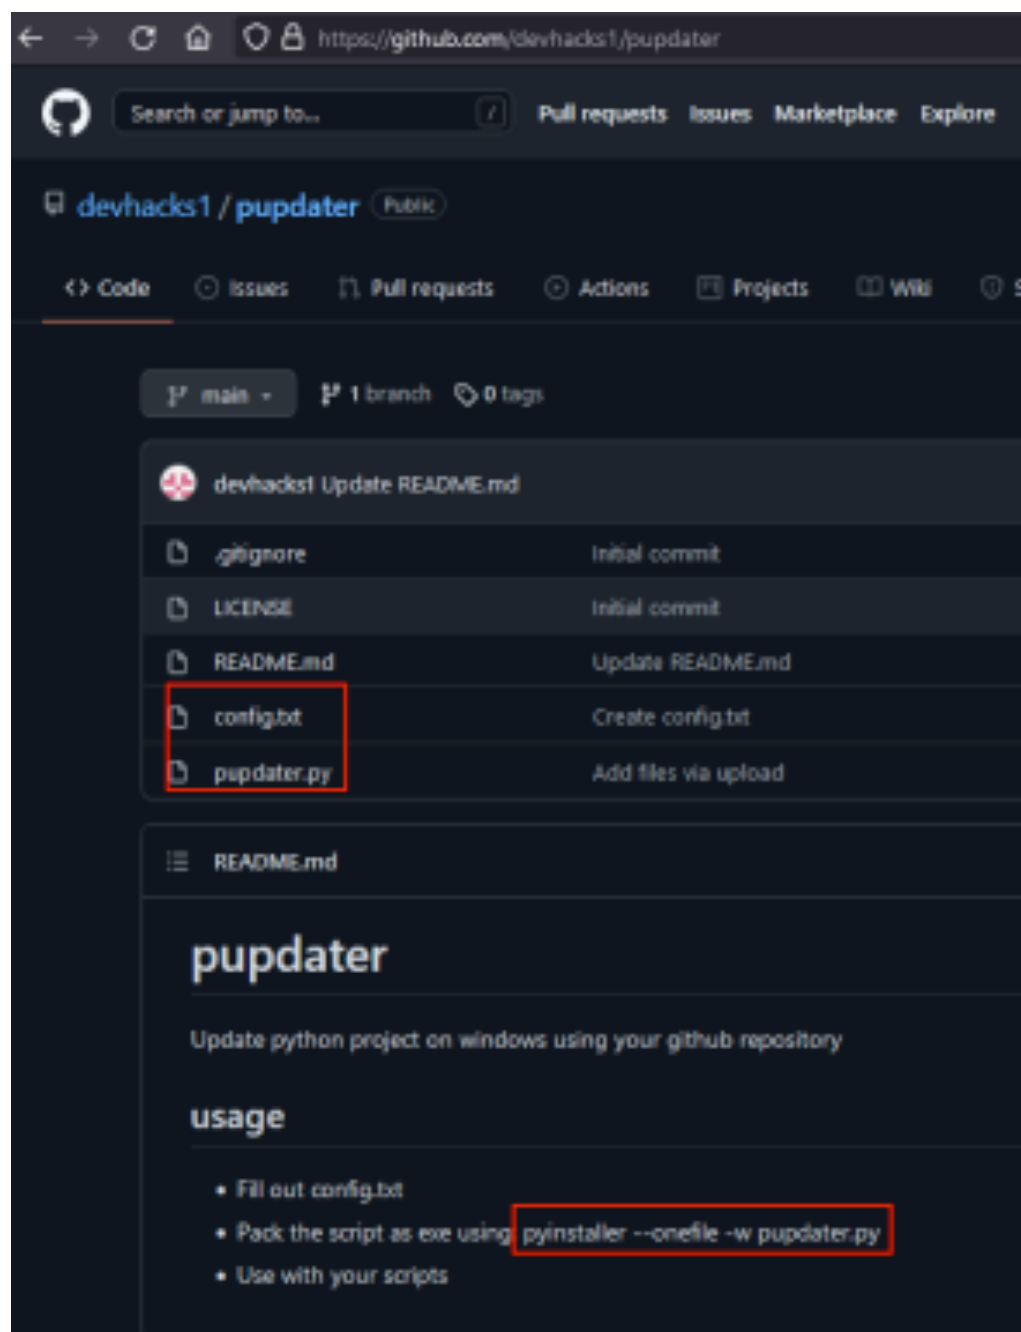 https://github.com/devhacks1/pupdater
Search or jump to... / Pull requests Issues Marketplace Explore
devhacks1 / pupdater Public
Code Issues Pull requests Actions Projects Wiki
main 1 branch 0 tags
devhacks1 Update README.md
.gitignore Initial commit
LICENSE Initial commit
README.md Update README.md
config.txt Create config.txt
pupdater.py Add files via upload
README.md
pupdater
Update python project on windows using your github repository
usage
• Fill out config.txt
• Pack the script as exe using pyinstaller --onefile -w pupdater.py
• Use with your scripts